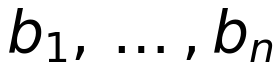 b₁, … , bₙ